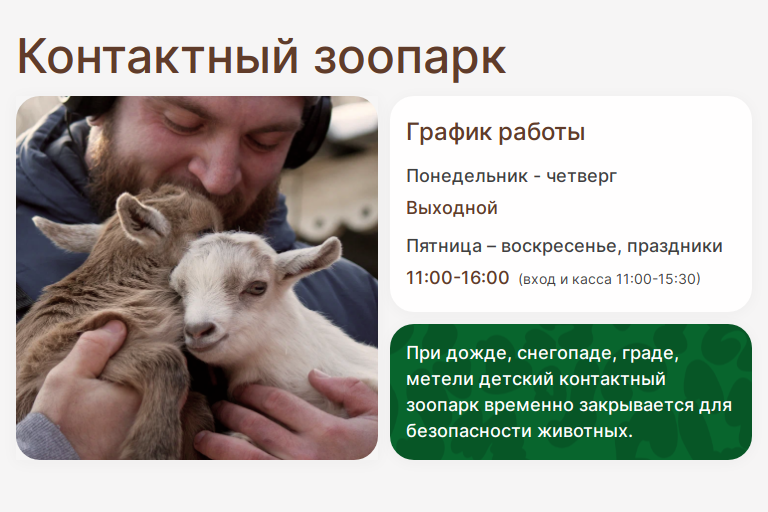 Контактный зоопарк
График работы
Понедельник - четверг
Выходной
Пятница – воскресенье, праздники
11:00-16:00 (вход и касса 11:00-15:30)
При дожде, снегопаде, граде,
метели детский контактный
зоопарк временно закрывается для
безопасности животных.